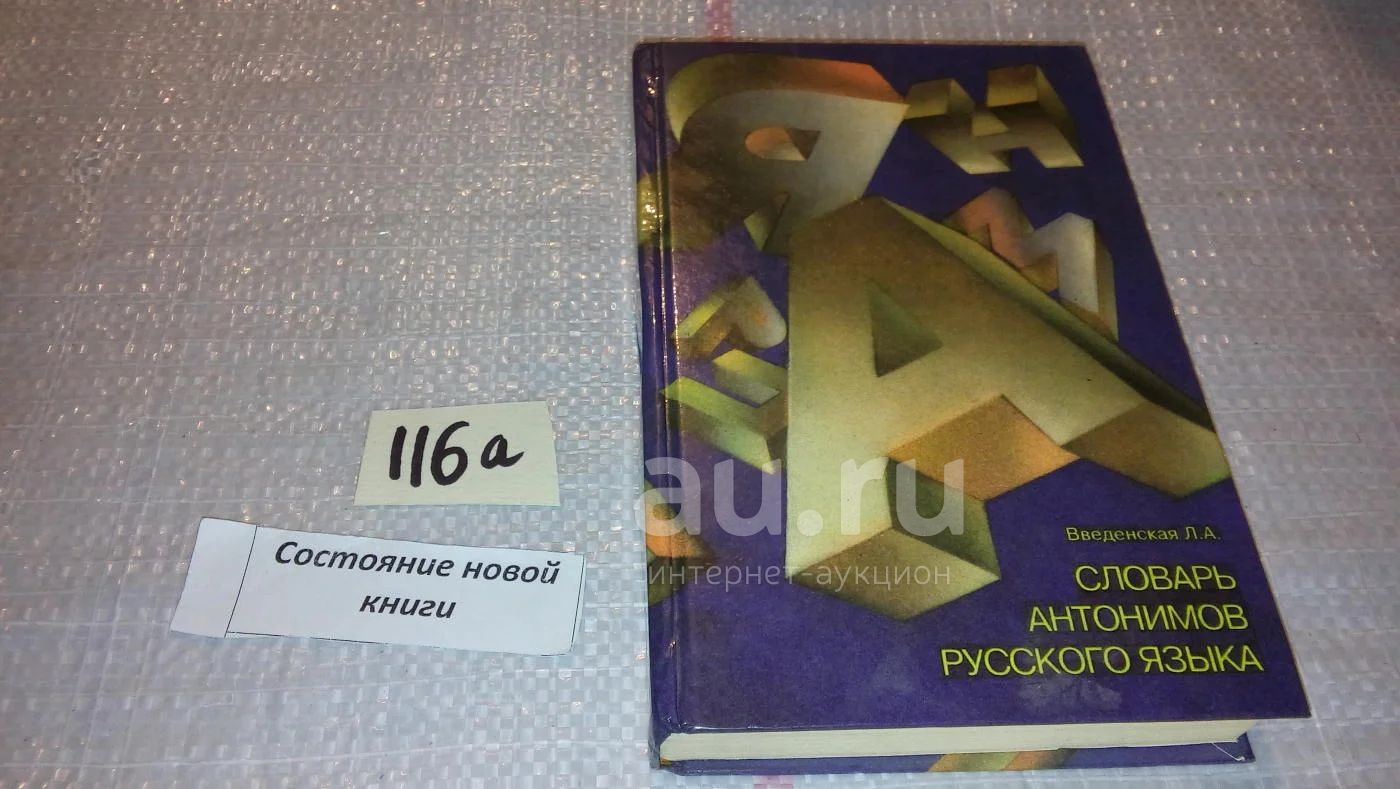 116а
Состояние новой
книги
Я
Н
А
М
au.ru
интернет-аукцион
Введенская Л.А.
СЛОВАРЬ
АНТОНИМОВ
РУССКОГО ЯЗЫКА